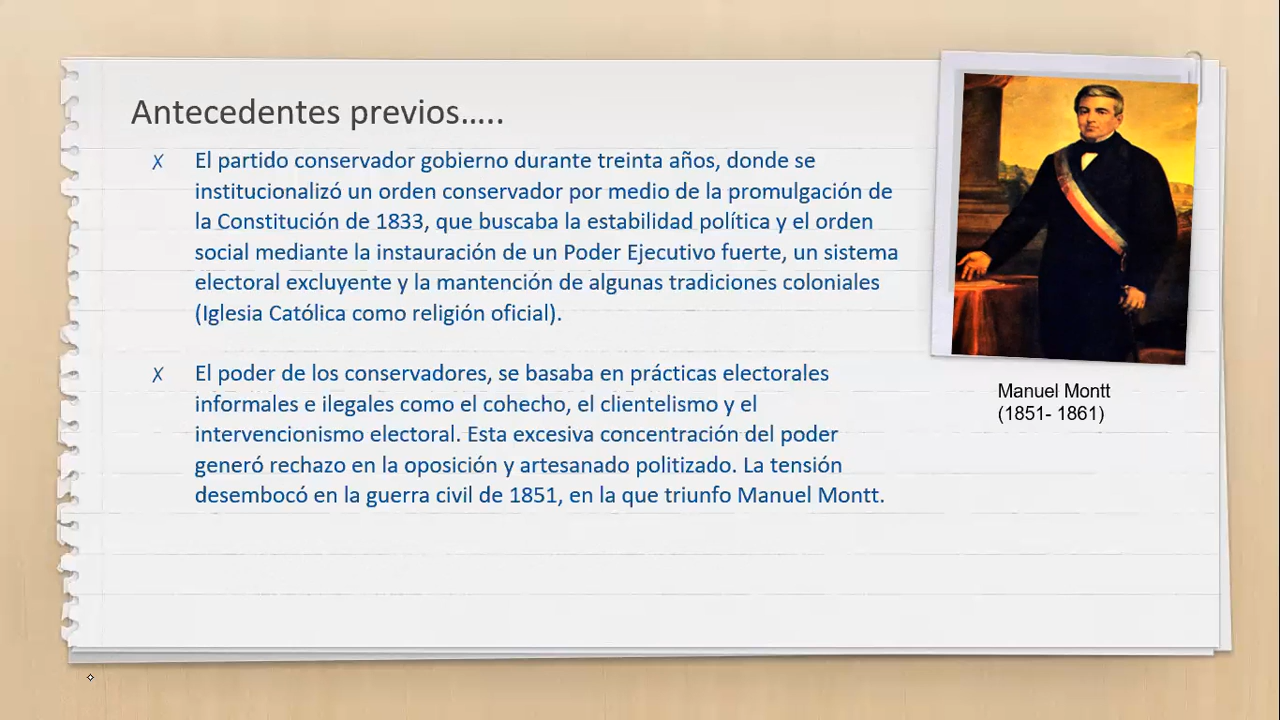 Antecedentes previos…..
✗ El partido conservador gobierno durante treinta años, donde se
institucionalizó un orden conservador por medio de la promulgación de
la Constitución de 1833, que buscaba la estabilidad política y el orden
social mediante la instauración de un Poder Ejecutivo fuerte, un sistema
electoral excluyente y la mantención de algunas tradiciones coloniales
(Iglesia Católica como religión oficial).
✗ El poder de los conservadores, se basaba en prácticas electorales
informales e ilegales como el cohecho, el clientelismo y el
intervencionismo electoral. Esta excesiva concentración del poder
generó rechazo en la oposición y artesanado politizado. La tensión
desembocó en la guerra civil de 1851, en la que triunfo Manuel Montt.
Manuel Montt
(1851- 1861)